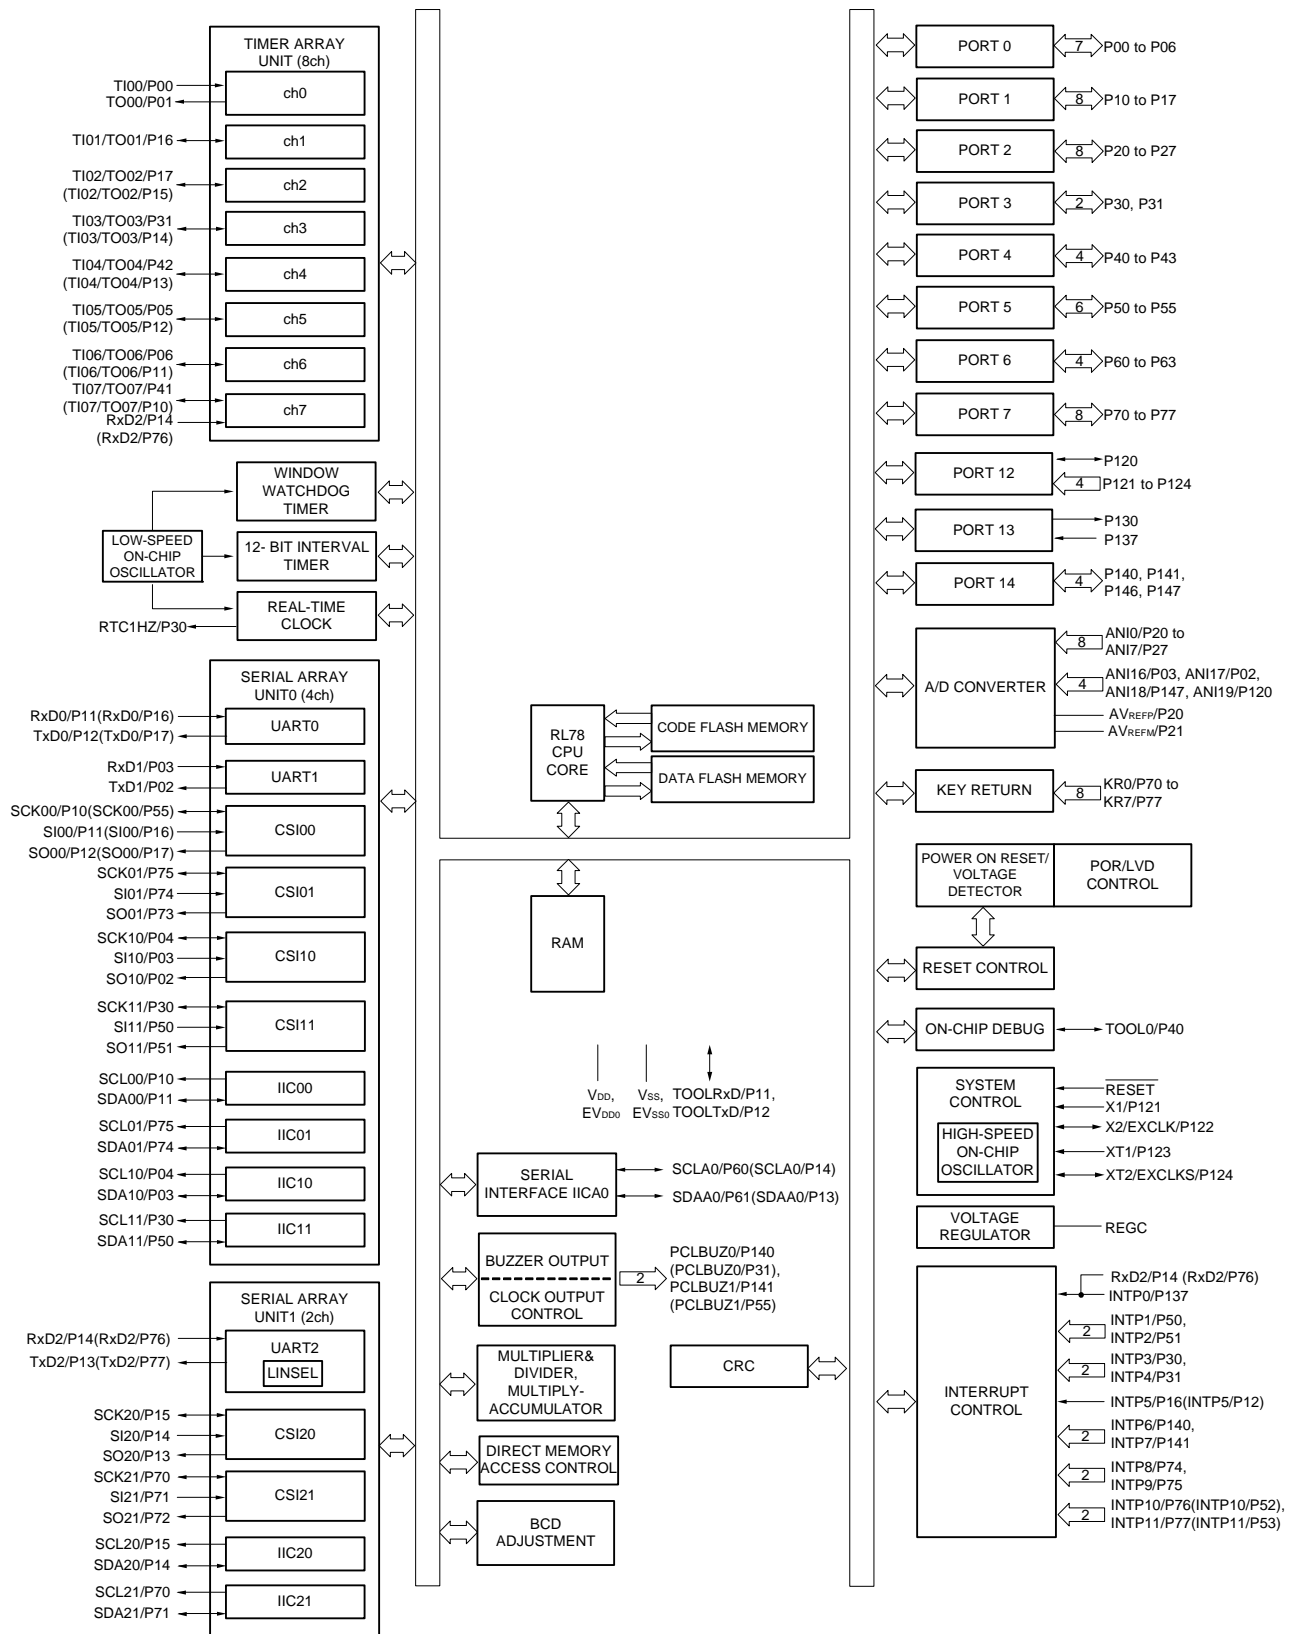 TIMER ARRAY
UNIT (8ch)
TI00/P00
TO00/P01
ch0
TI01/TO01/P16
ch1
TI02/TO02/P17
(TI02/TO02/P15)
ch2
TI03/TO03/P31
(TI03/TO03/P14)
ch3
TI04/TO04/P42
(TI04/TO04/P13)
ch4
TI05/TO05/P05
(TI05/TO05/P12)
ch5
TI06/TO06/P06
(TI06/TO06/P11)
ch6
TI07/TO07/P41
(TI07/TO07/P10)
RxD2/P14
(RxD2/P76)
ch7
WINDOW
WATCHDOG
TIMER
LOW-SPEED
ON-CHIP
OSCILLATOR
12- BIT INTERVAL
TIMER
REAL-TIME
CLOCK
RTC1HZ/P30
SERIAL ARRAY
UNIT0 (4ch)
RxD0/P11(RxD0/P16)
TxD0/P12(TxD0/P17)
UART0
RxD1/P03
TxD1/P02
UART1
SCK00/P10(SCK00/P55)
SI00/P11(SI00/P16)
SO00/P12(SO00/P17)
CSI00
SCK01/P75
SI01/P74
SO01/P73
CSI01
SCK10/P04
SI10/P03
SO10/P02
CSI10
SCK11/P30
SI11/P50
SO11/P51
CSI11
SCL00/P10
SDA00/P11
IIC00
SCL01/P75
SDA01/P74
IIC01
SCL10/P04
SDA10/P03
IIC10
SCL11/P30
SDA11/P50
IIC11
SERIAL ARRAY
UNIT1 (2ch)
RxD2/P14(RxD2/P76)
TxD2/P13(TxD2/P77)
UART2
LINSEL
SCK20/P15
SI20/P14
SO20/P13
CSI20
SCK21/P70
SI21/P71
SO21/P72
CSI21
SCL20/P15
SDA20/P14
IIC20
SCL21/P70
SDA21/P71
IIC21
RL78
CPU
CORE
CODE FLASH MEMORY
DATA FLASH MEMORY
RAM
VDD,
EVDD0
VSS,
EVSS0
TOOLRxD/P11,
TOOLTxD/P12
SERIAL
INTERFACE IICA0
SCLA0/P60(SCLA0/P14)
SDAA0/P61(SDAA0/P13)
BUZZER OUTPUT
CLOCK OUTPUT
CONTROL
2
PCLBUZ0/P140
(PCLBUZ0/P31),
PCLBUZ1/P141
(PCLBUZ1/P55)
MULTIPLIER&
DIVIDER,
MULTIPLY-
ACCUMULATOR
CRC
DIRECT MEMORY
ACCESS CONTROL
BCD
ADJUSTMENT
PORT 0
7
P00 to P06
PORT 1
8
P10 to P17
PORT 2
8
P20 to P27
PORT 3
2
P30, P31
PORT 4
4
P40 to P43
PORT 5
6
P50 to P55
PORT 6
4
P60 to P63
PORT 7
8
P70 to P77
PORT 12
P120
4
P121 to P124
PORT 13
P130
P137
PORT 14
4
P140, P141,
P146, P147
A/D CONVERTER
8
ANI0/P20 to
ANI7/P27
4
ANI16/P03, ANI17/P02,
ANI18/P147, ANI19/P120
AVREFP/P20
AVREFM/P21
KEY RETURN
8
KR0/P70 to
KR7/P77
POWER ON RESET/
VOLTAGE
DETECTOR
POR/LVD
CONTROL
RESET CONTROL
ON-CHIP DEBUG
TOOL0/P40
SYSTEM
CONTROL
HIGH-SPEED
ON-CHIP
OSCILLATOR
RESET
X1/P121
X2/EXCLK/P122
XT1/P123
XT2/EXCLKS/P124
VOLTAGE
REGULATOR
REGC
INTERRUPT
CONTROL
RxD2/P14 (RxD2/P76)
INTP0/P137
2
INTP1/P50,
INTP2/P51
2
INTP3/P30,
INTP4/P31
INTP5/P16(INTP5/P12)
2
INTP6/P140,
INTP7/P141
2
INTP8/P74,
INTP9/P75
2
INTP10/P76(INTP10/P52),
INTP11/P77(INTP11/P53)